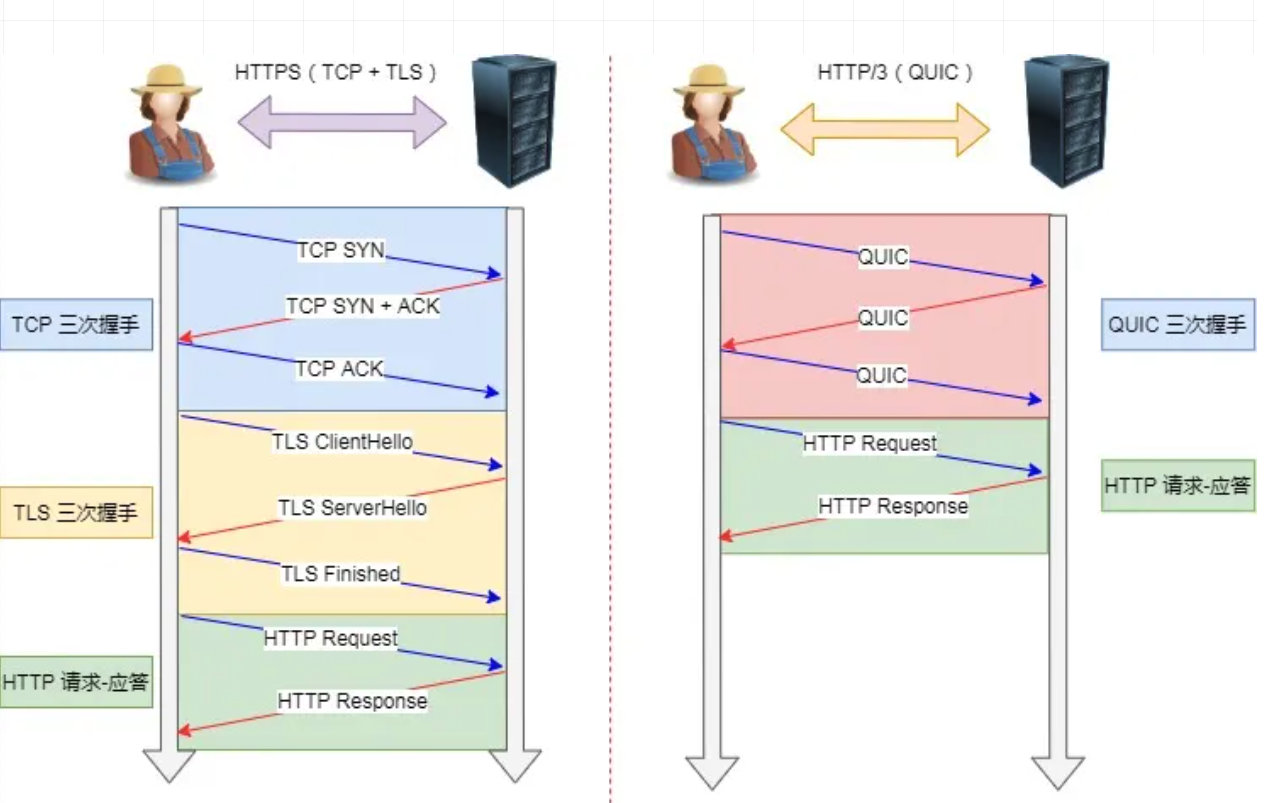 HTTPS（TCP + TLS）
TCP 三次握手
TCP SYN
TCP SYN + ACK
TCP ACK
TLS 三次握手
TLS ClientHello
TLS ServerHello
TLS Finished
HTTP 请求-应答
HTTP Request
HTTP Response
HTTP/3（QUIC）
QUIC
QUIC
QUIC
QUIC 三次握手
HTTP Request
HTTP Response
HTTP 请求-应答